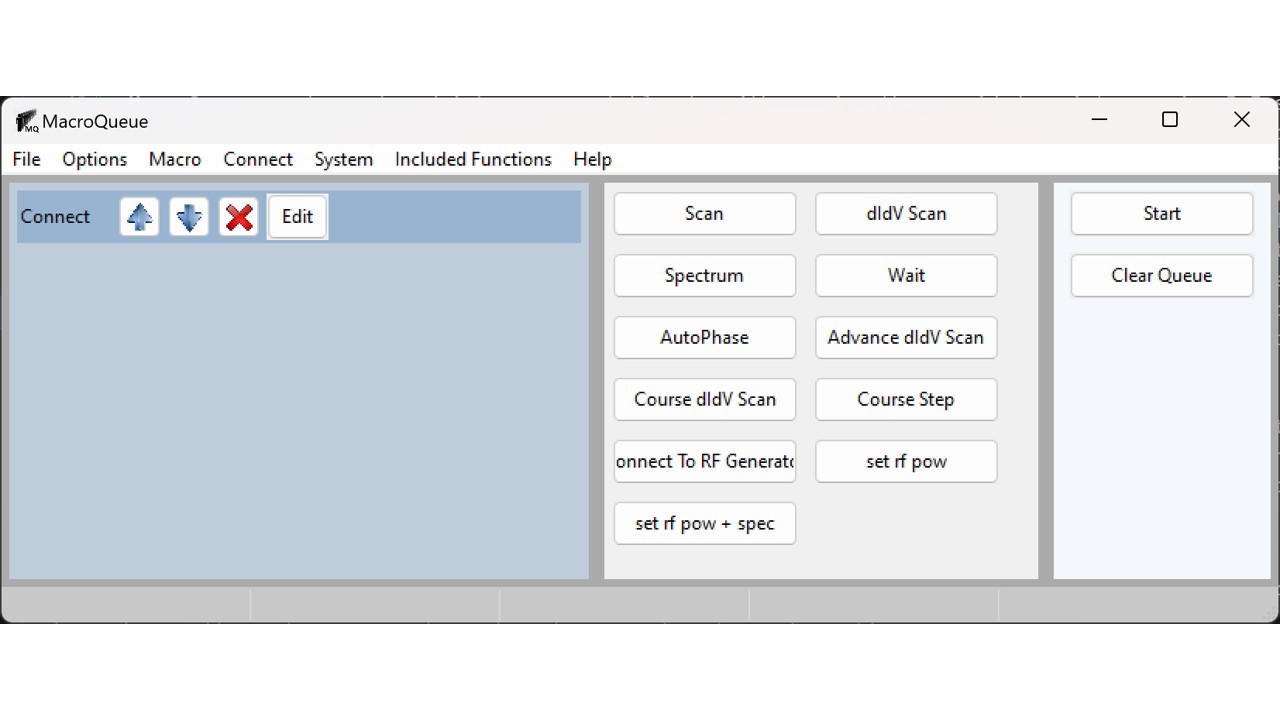 MQ MacroQueue
File Options Macro Connect System Included Functions Help
Connect Edit
Scan dIdV Scan
Spectrum Wait
AutoPhase Advance dIdV Scan
Course dIdV Scan Course Step
onnect To RF Generato set rf pow
set rf pow + spec
Start
Clear Queue